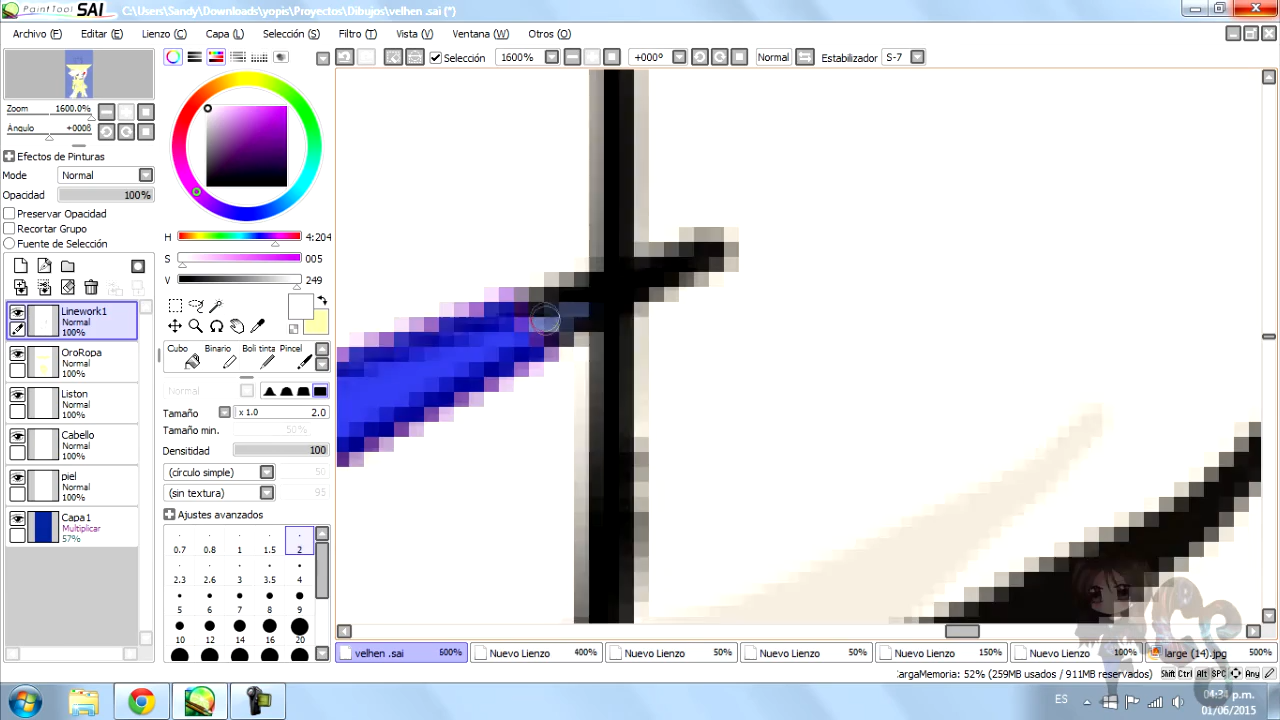 PaintTool SAI C:\Users\Sandy\Downloads\yopis\Proyectos\Dibujos\velhen .sai (*)
Archivo (F) Editar (E) Lienzo (C) Capa (L) Selección (S) Filtro (T) Vista (V) Ventana (W) Otros(O)
Selección 1600% +000° Normal Estabilizador S-7
Zoom 1600.0%
Ángulo
Efectos de Pinturas
Modo Normal
Opacidad 100%
Preservar Opacidad
Recortar Grupo
Fuente de Selección
Linework1
Normal
100%
OroRopa
Normal
100%
Liston
Normal
100%
Cabello
Normal
100%
piel
Normal
100%
Capa1
Multiplicar
57%
H 4:204
S 005
V 249
Cubo Binario Boli tinta Pincel
Normal
Tamaño x 1.0 2.0
Tamaño min. 50%
Densitidad 100
(círculo simple) 50
(sin textura) 95
Ajustes avanzados
0.7 0.8 1 1.5 2
2.3 2.6 3 3.5 4
5 6 7 8 9
10 12 14 16 20
velhen .sai 600% Nuevo Lienzo 400% Nuevo Lienzo 50% Nuevo Lienzo 50% Nuevo Lienzo 150% Nuevo Lienzo 100% large (14).jpg 500%
:argaMemoria: 52% (259MB usados / 911MB reservados) Shift Ctrl Alt SPC Any
ES
04:34 p.m.
01/06/2015